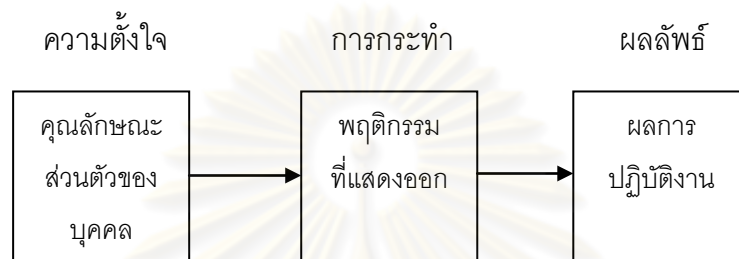 ความตั้งใจ
การกระทำ
ผลลัพธ์
คุณลักษณะ
ส่วนตัวของ
บุคคล
พฤติกรรม
ที่แสดงออก
ผลการ
ปฏิบัติงาน